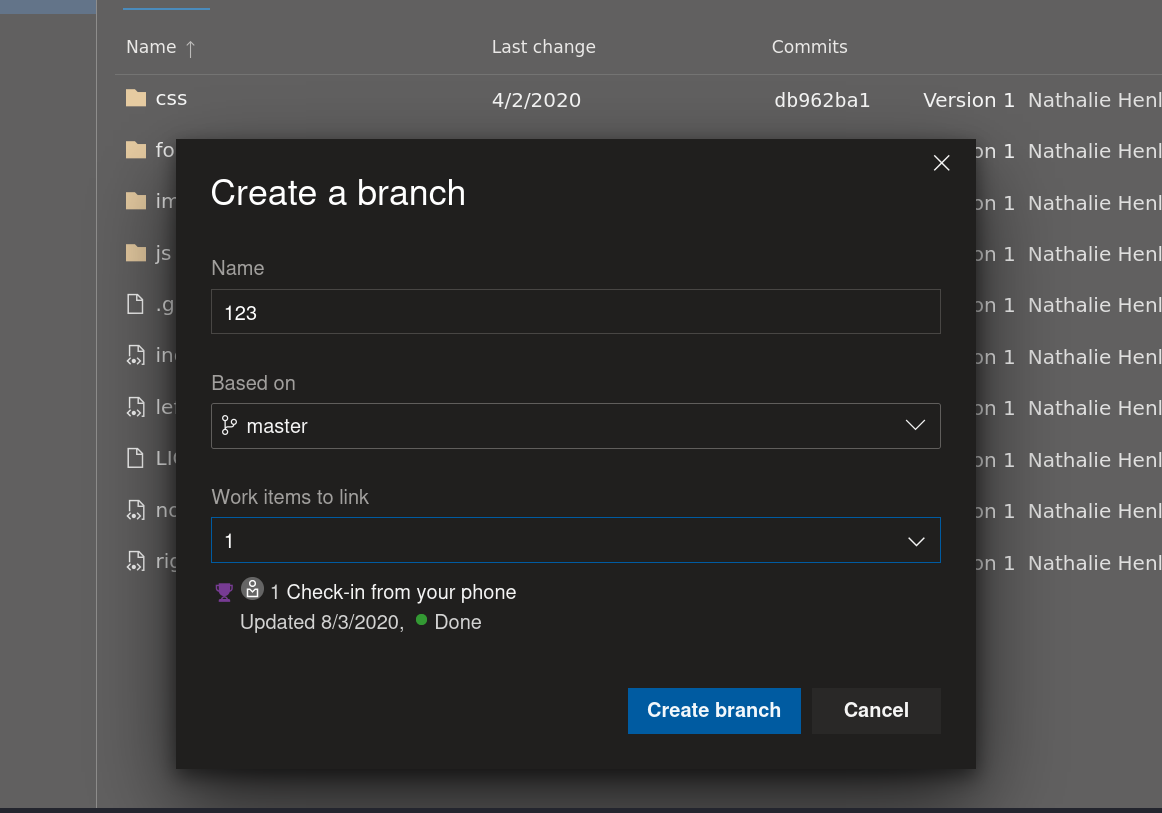 Name Last change Commits
css 4/2/2020 db962ba1 Version 1 Nathalie Henl
fo on 1 Nathalie Henl
im on 1 Nathalie Henl
js on 1 Nathalie Henl
.g on 1 Nathalie Henl
in on 1 Nathalie Henl
le on 1 Nathalie Henl
LI on 1 Nathalie Henl
no on 1 Nathalie Henl
rig on 1 Nathalie Henl
Create a branch
Name
123
Based on
master
Work items to link
1
1 Check-in from your phone
Updated 8/3/2020, Done
Create branch Cancel